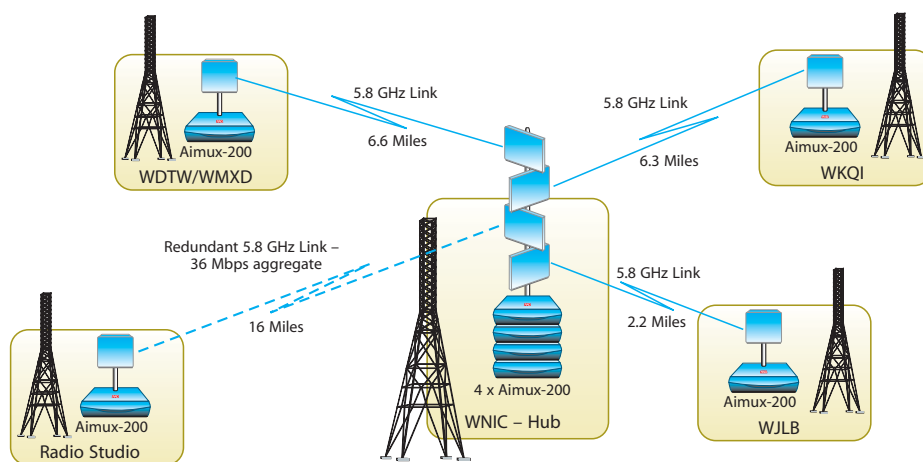 5.8 GHz Link
6.6 Miles
Aimux-200
WDTW/WMXD
5.8 GHz Link
6.3 Miles
Aimux-200
WKQI
Redundant 5.8 GHz Link –
36 Mbps aggregate
16 Miles
5.8 GHz Link
2.2 Miles
4 x Aimux-200
WNIC – Hub
Aimux-200
WJLB
Aimux-200
Radio Studio